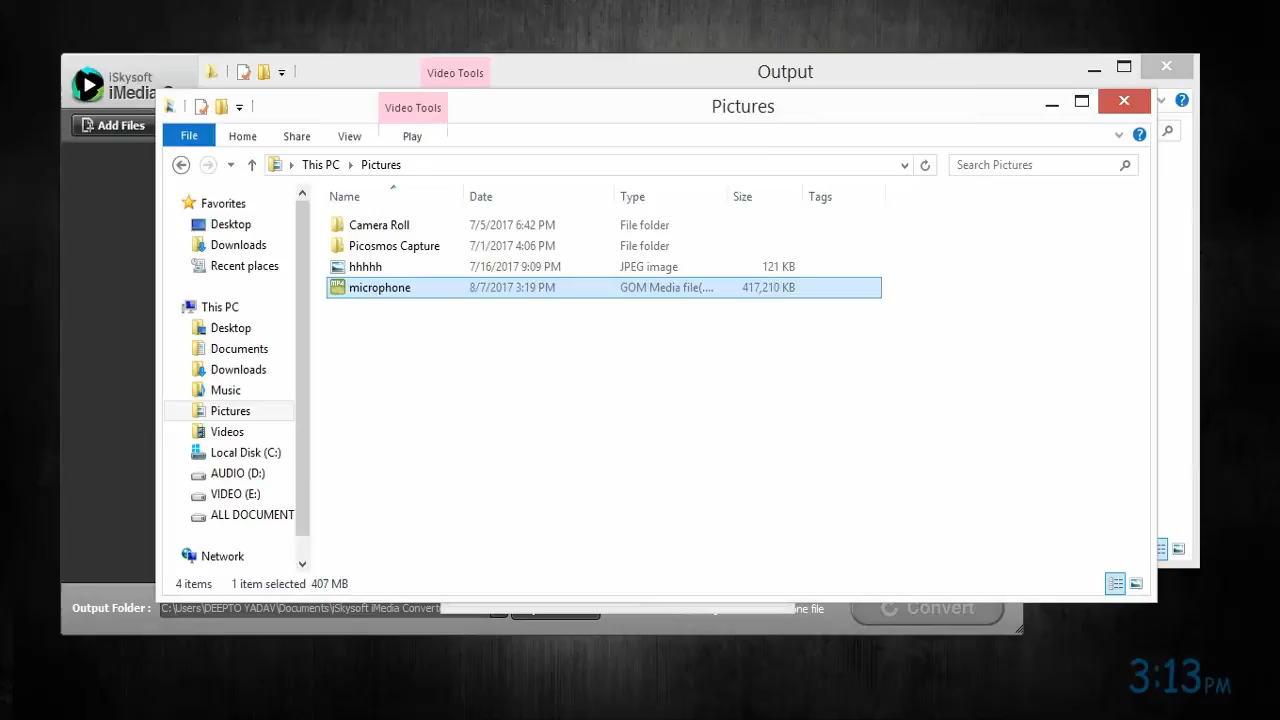 iSkysoft
iMedia
Video Tools
Output
Add Files
Video Tools
Pictures
File
Home
Share
View
Play
This PC
Pictures
Search Pictures
Name
Date
Type
Size
Tags
Favorites
Desktop
Downloads
Recent places
This PC
Desktop
Documents
Downloads
Music
Pictures
Videos
Local Disk (C:)
AUDIO (D:)
VIDEO (E:)
ALL DOCUMENT
Network
Camera Roll 7/5/2017 6:42 PM File folder
Picosmos Capture 7/1/2017 4:06 PM File folder
hhhhh 7/16/2017 9:09 PM JPEG image 121 KB
microphone 8/7/2017 3:19 PM GOM Media file(.... 417,210 KB
4 items 1 item selected 407 MB
Output Folder : C:\Users\DEEPTO YADAV\Documents\iSkysoft iMedia Converte
one file
Convert
3:13 PM